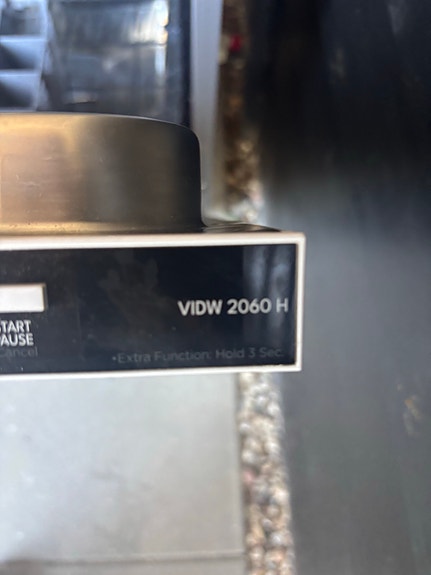 VIDW 2060 H
START
PAUSE
Cancel
•Extra Function: Hold 3 Sec.